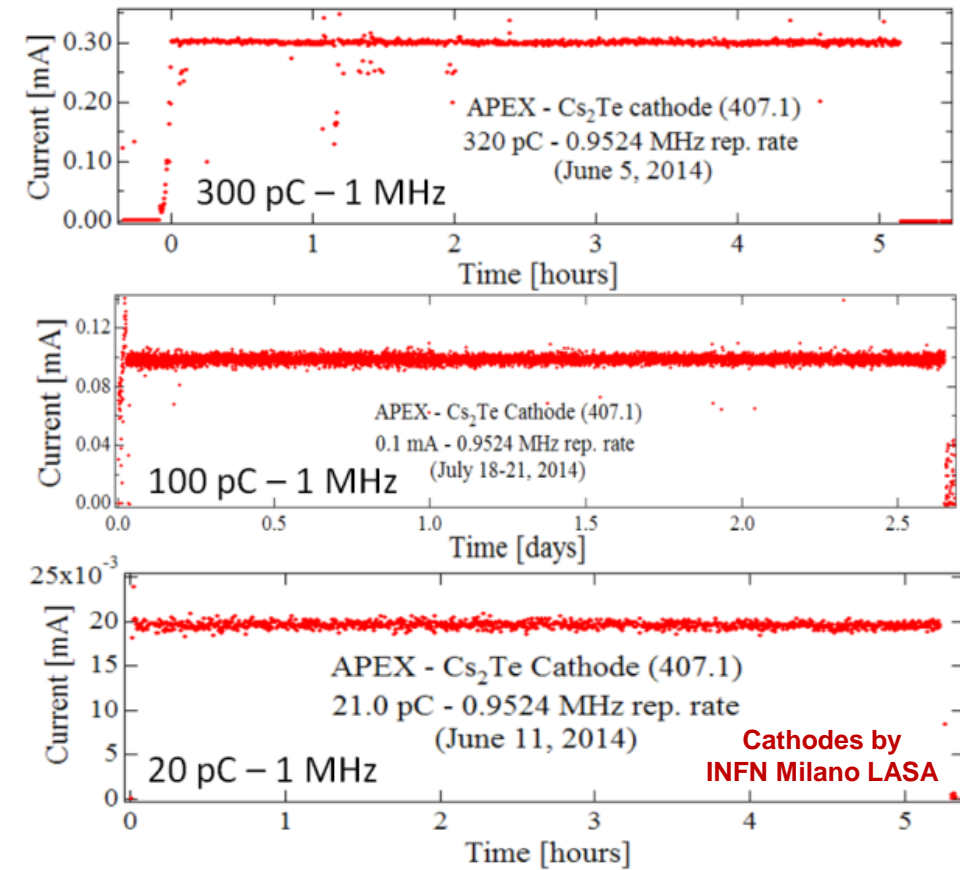 Current [mA]
0.30
0.20
0.10
0.00
APEX - Cs₂Te cathode (407.1)
320 pC - 0.9524 MHz rep. rate
(June 5, 2014)
300 pC – 1 MHz
0 1 2 3 4 5
Time [hours]
Current [mA]
0.12
0.08
0.04
0.00
APEX - Cs₂Te Cathode (407.1)
0.1 mA - 0.9524 MHz rep. rate
(July 18-21, 2014)
100 pC – 1 MHz
0.0 0.5 1.0 1.5 2.0 2.5
Time [days]
Current [mA]
25x10⁻³
20
15
10
5
0
APEX - Cs₂Te Cathode (407.1)
21.0 pC - 0.9524 MHz rep. rate
(June 11, 2014)
Cathodes by
INFN Milano LASA
20 pC – 1 MHz
0 1 2 3 4 5
Time [hours]